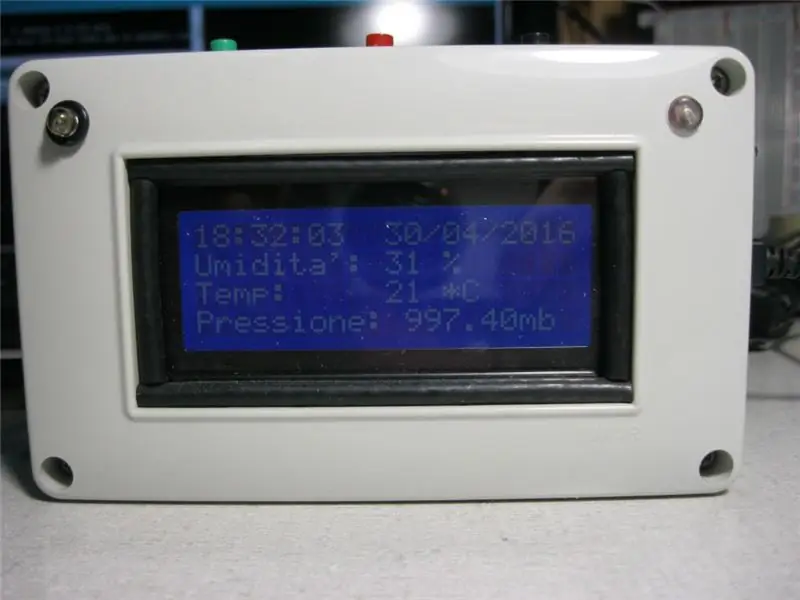 18:32:03 30/04/2016
Umidita': 31 %
Temp: 21 *C
Pressione: 997.40mb